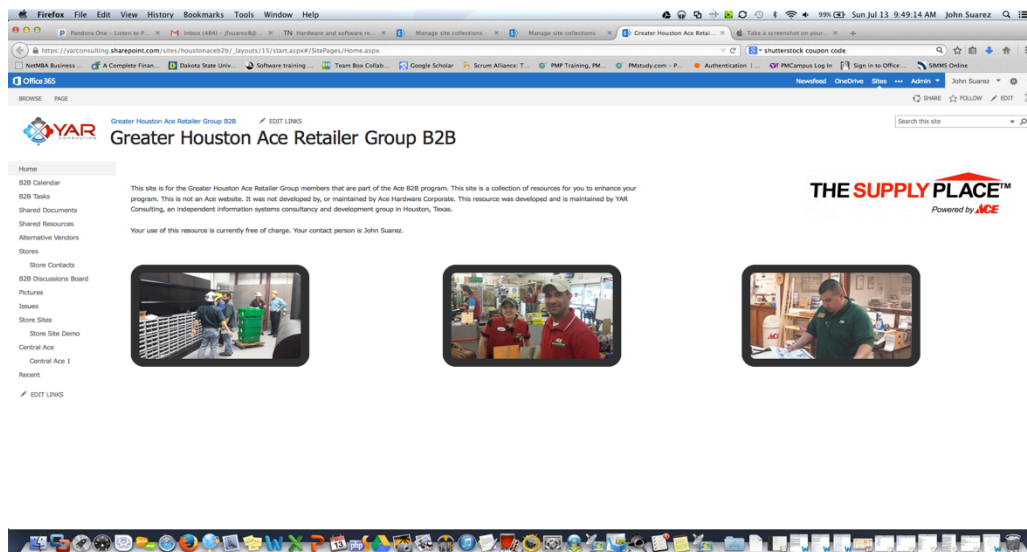 Firefox File Edit View History Bookmarks Tools Window Help 99% Sun Jul 13 9:49:14 AM John Suarez
Pandora One - Listen to F... Inbox (484) - jfsuarez8@... TN Hardware and software re... Manage site collections Manage site collections Greater Houston Ace Retai... Take a screenshot on your...
https://yarconsulting.sharepoint.com/sites/houstonaceb2b/_layouts/15/start.aspx#/SitePages/Home.aspx shutterstock coupon code
NetMBA Business ... A Complete Finan... Dakota State Univ... Software training ... Team Box Collab... Google Scholar Scrum Alliance: T... PMP Training, PM... PMstudy.com - P... Authentication | ... PMCampus Log In Sign in to Office ... SIMMS Online
Office 365 Newsfeed OneDrive Sites ... Admin John Suarez
BROWSE PAGE SHARE FOLLOW EDIT
YAR
CONSULTING
Greater Houston Ace Retailer Group B2B EDIT LINKS
Greater Houston Ace Retailer Group B2B
Search this site
Home
B2B Calendar
B2B Tasks
Shared Documents
Shared Resources
Alternative Vendors
Stores
Store Contacts
B2B Discussions Board
Pictures
Issues
Store Sites
Store Site Demo
Central Ace
Central Ace 1
Recent
EDIT LINKS
This site is for the Greater Houston Ace Retailer Group members that are part of the Ace B2B program. This site is a collection of resources for you to enhance your
program. This is not an Ace website. It was not developed by, or maintained by Ace Hardware Corporate. This resource was developed and is maintained by YAR
Consulting, an independent information systems consultancy and development group in Houston, Texas.
Your use of this resource is currently free of charge. Your contact person is John Suarez.
THE SUPPLY PLACE™
Powered by ACE